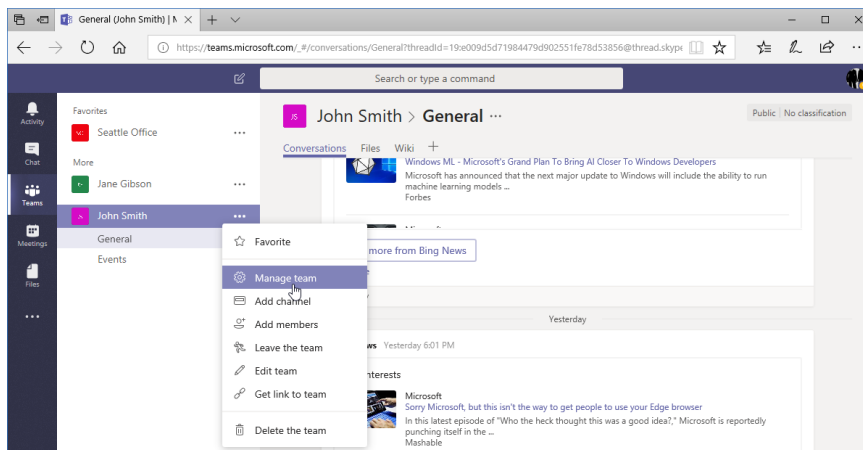 General (John Smith) | M
https://teams.microsoft.com/_#/conversations/General?threadId=19:e009d5d71984479d902551fe78d53856@thread.skype
Search or type a command
Activity
Chat
Teams
Meetings
Files
Favorites
Seattle Office
More
Jane Gibson
JS
John Smith
General
Events
JS
John Smith > General
Public
No classification
Conversations
Files
Wiki
Windows ML - Microsoft's Grand Plan To Bring AI Closer To Windows Developers
Microsoft has announced that the next major update to Windows will include the ability to run
machine learning models ...
Forbes
more from Bing News
Favorite
Manage team
Add channel
Add members
Leave the team
Edit team
Get link to team
Delete the team
Yesterday
ws Yesterday 6:01 PM
nterests
Microsoft
Sorry Microsoft, but this isn't the way to get people to use your Edge browser
In this latest episode of "Who the heck thought this was a good idea?," Microsoft is reportedly
punching itself in the ...
Mashable